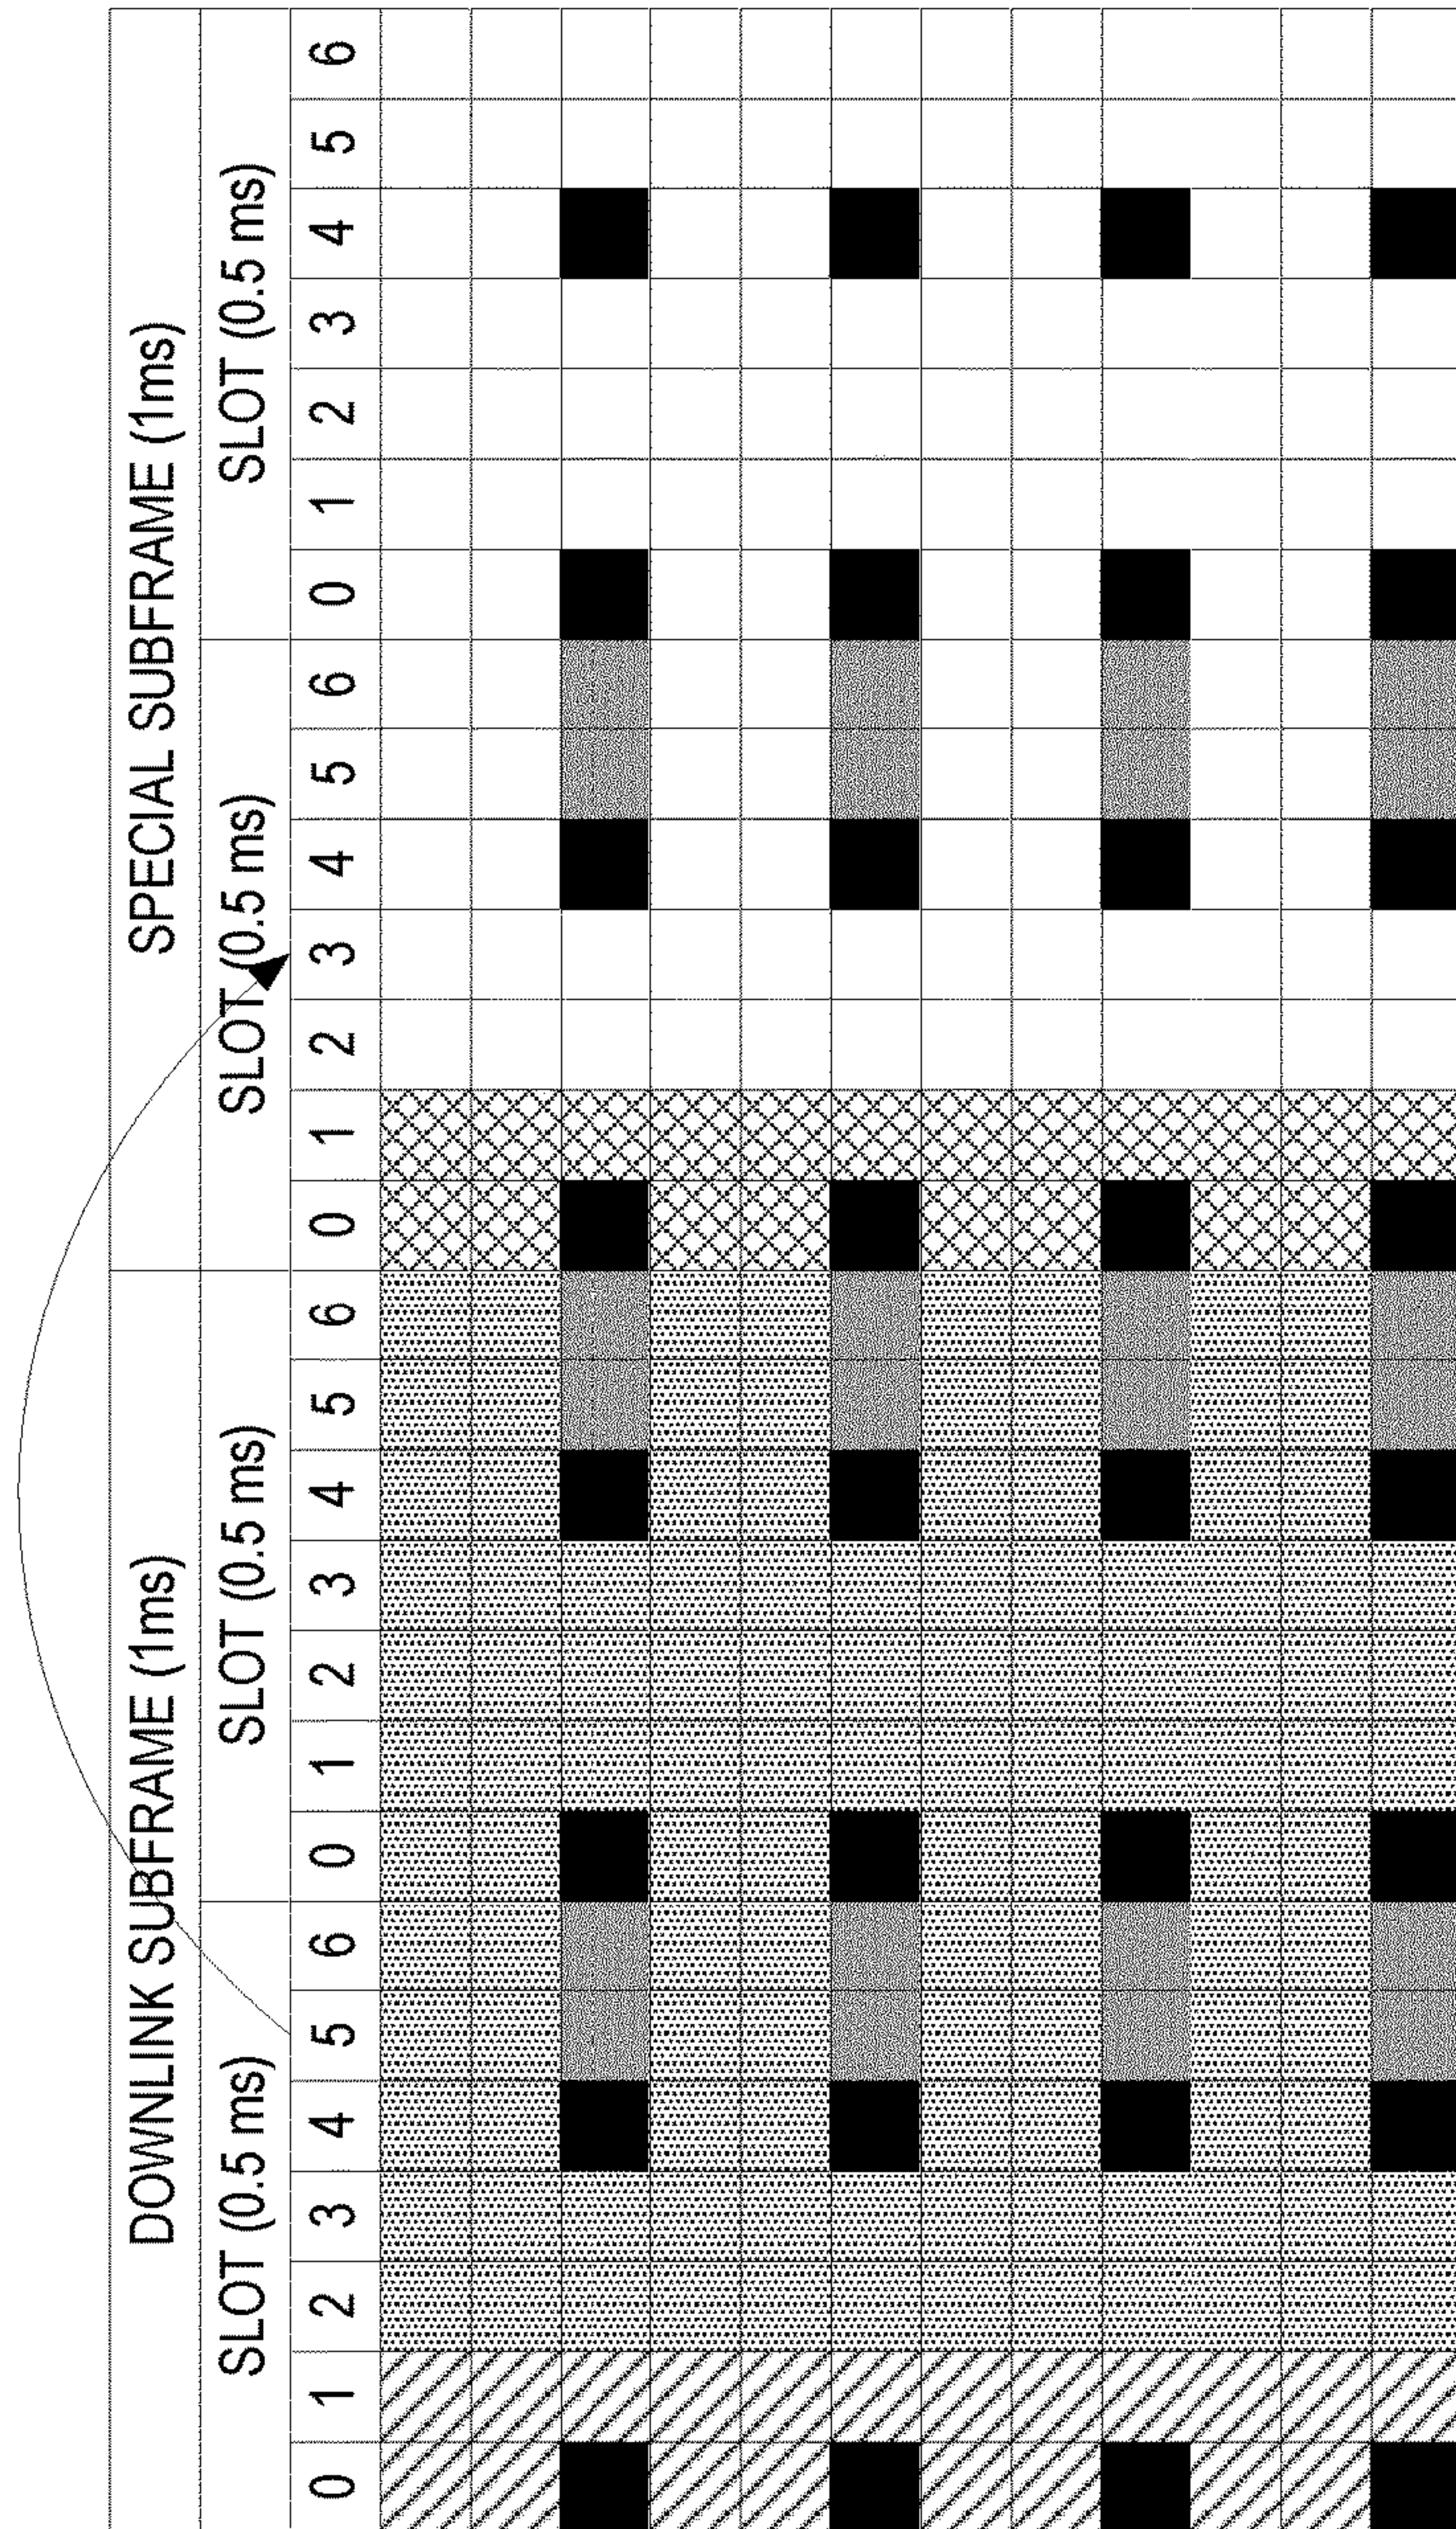 DOWNLINK SUBFRAME (1ms) SPECIAL SUBFRAME (1ms)
SLOT (0.5 ms) SLOT (0.5 ms) SLOT (0.5 ms) SLOT (0.5 ms)
0 1 2 3 4 5 6 0 1 2 3 4 5 6 0 1 2 3 4 5 6 0 1 2 3 4 5 6